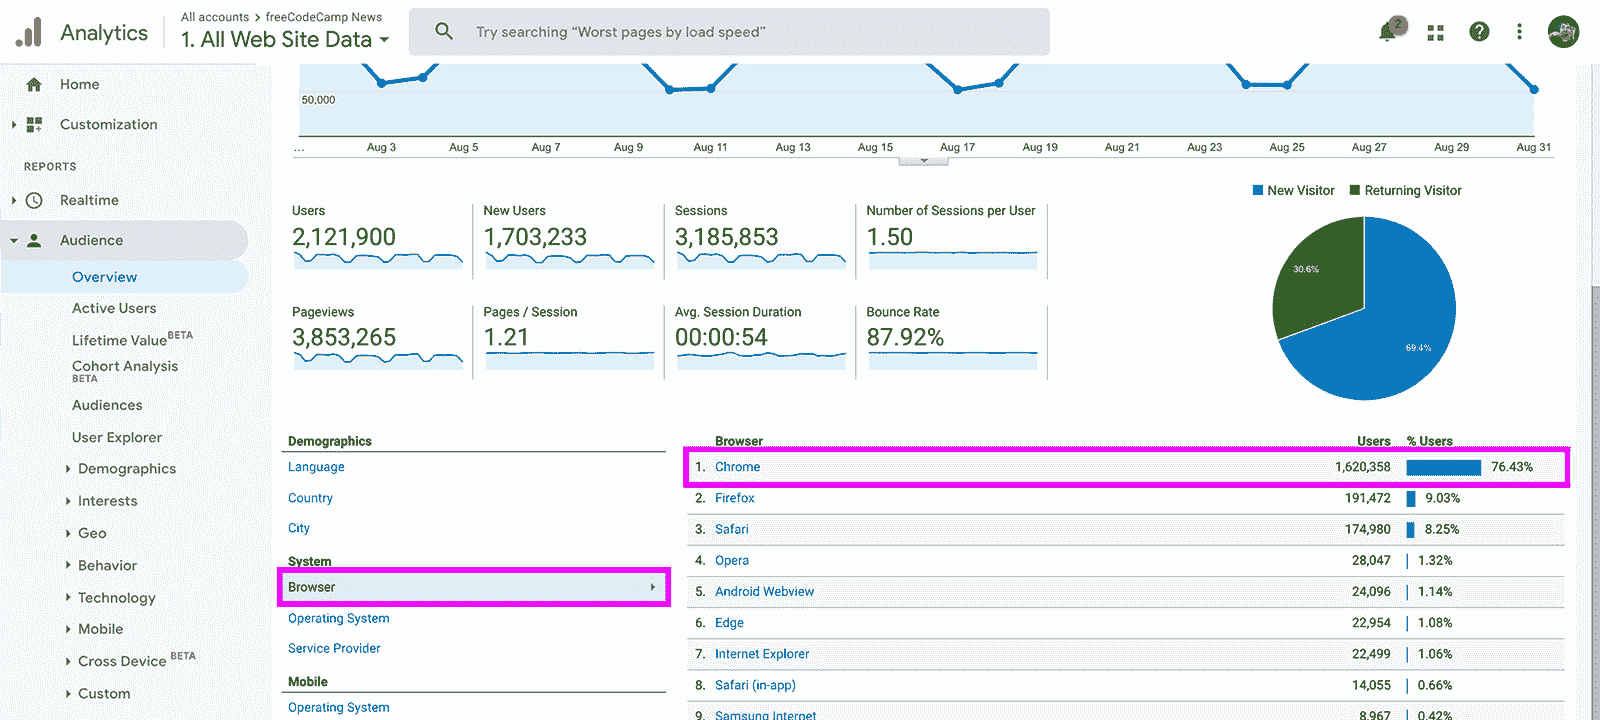 Analytics
All accounts > freeCodeCamp News
1. All Web Site Data
Try searching “Worst pages by load speed”
2
Home
Customization
REPORTS
Realtime
Audience
Overview
Active Users
Lifetime Value BETA
Cohort Analysis
BETA
Audiences
User Explorer
Demographics
Interests
Geo
Behavior
Technology
Mobile
Cross Device BETA
Custom
50,000
... Aug 3 Aug 5 Aug 7 Aug 9 Aug 11 Aug 13 Aug 15 Aug 17 Aug 19 Aug 21 Aug 23 Aug 25 Aug 27 Aug 29 Aug 31
New Visitor Returning Visitor
30.6%
69.4%
Users New Users Sessions Number of Sessions per User
2,121,900 1,703,233 3,185,853 1.50
Pageviews Pages / Session Avg. Session Duration Bounce Rate
3,853,265 1.21 00:00:54 87.92%
Demographics
Language
Country
City
System
Browser
Operating System
Service Provider
Mobile
Operating System
Browser Users % Users
1. Chrome 1,620,358 76.43%
2. Firefox 191,472 9.03%
3. Safari 174,980 8.25%
4. Opera 28,047 1.32%
5. Android Webview 24,096 1.14%
6. Edge 22,954 1.08%
7. Internet Explorer 22,499 1.06%
8. Safari (in-app) 14,055 0.66%
9. Samsung Internet 8,967 0.42%